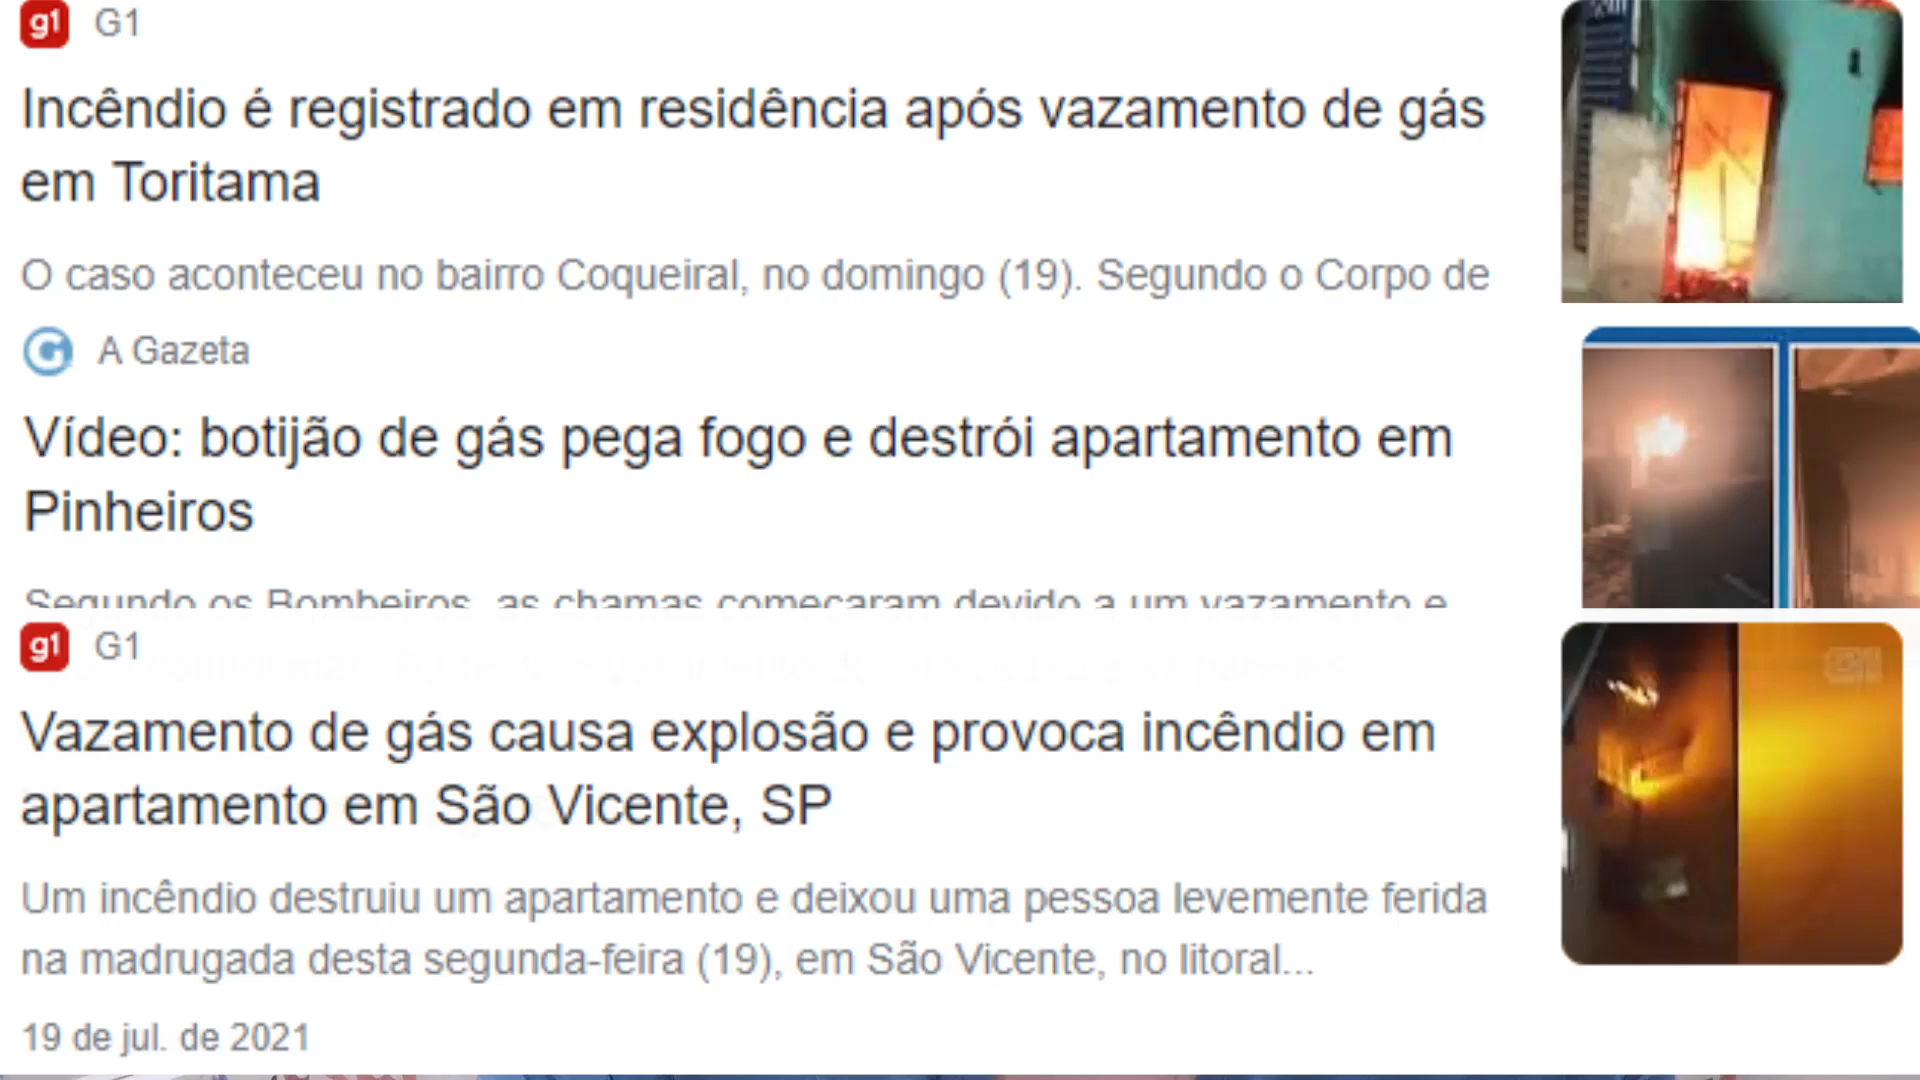 g1 G1
Incêndio é registrado em residência após vazamento de gás
em Toritama
O caso aconteceu no bairro Coqueiral, no domingo (19). Segundo o Corpo de
G A Gazeta
Vídeo: botijão de gás pega fogo e destrói apartamento em
Pinheiros
Segundo os Bombeiros, as chamas começaram devido a um vazamento e
g1 G1
Vazamento de gás causa explosão e provoca incêndio em
apartamento em São Vicente, SP
Um incêndio destruiu um apartamento e deixou uma pessoa levemente ferida
na madrugada desta segunda-feira (19), em São Vicente, no litoral...
19 de jul. de 2021